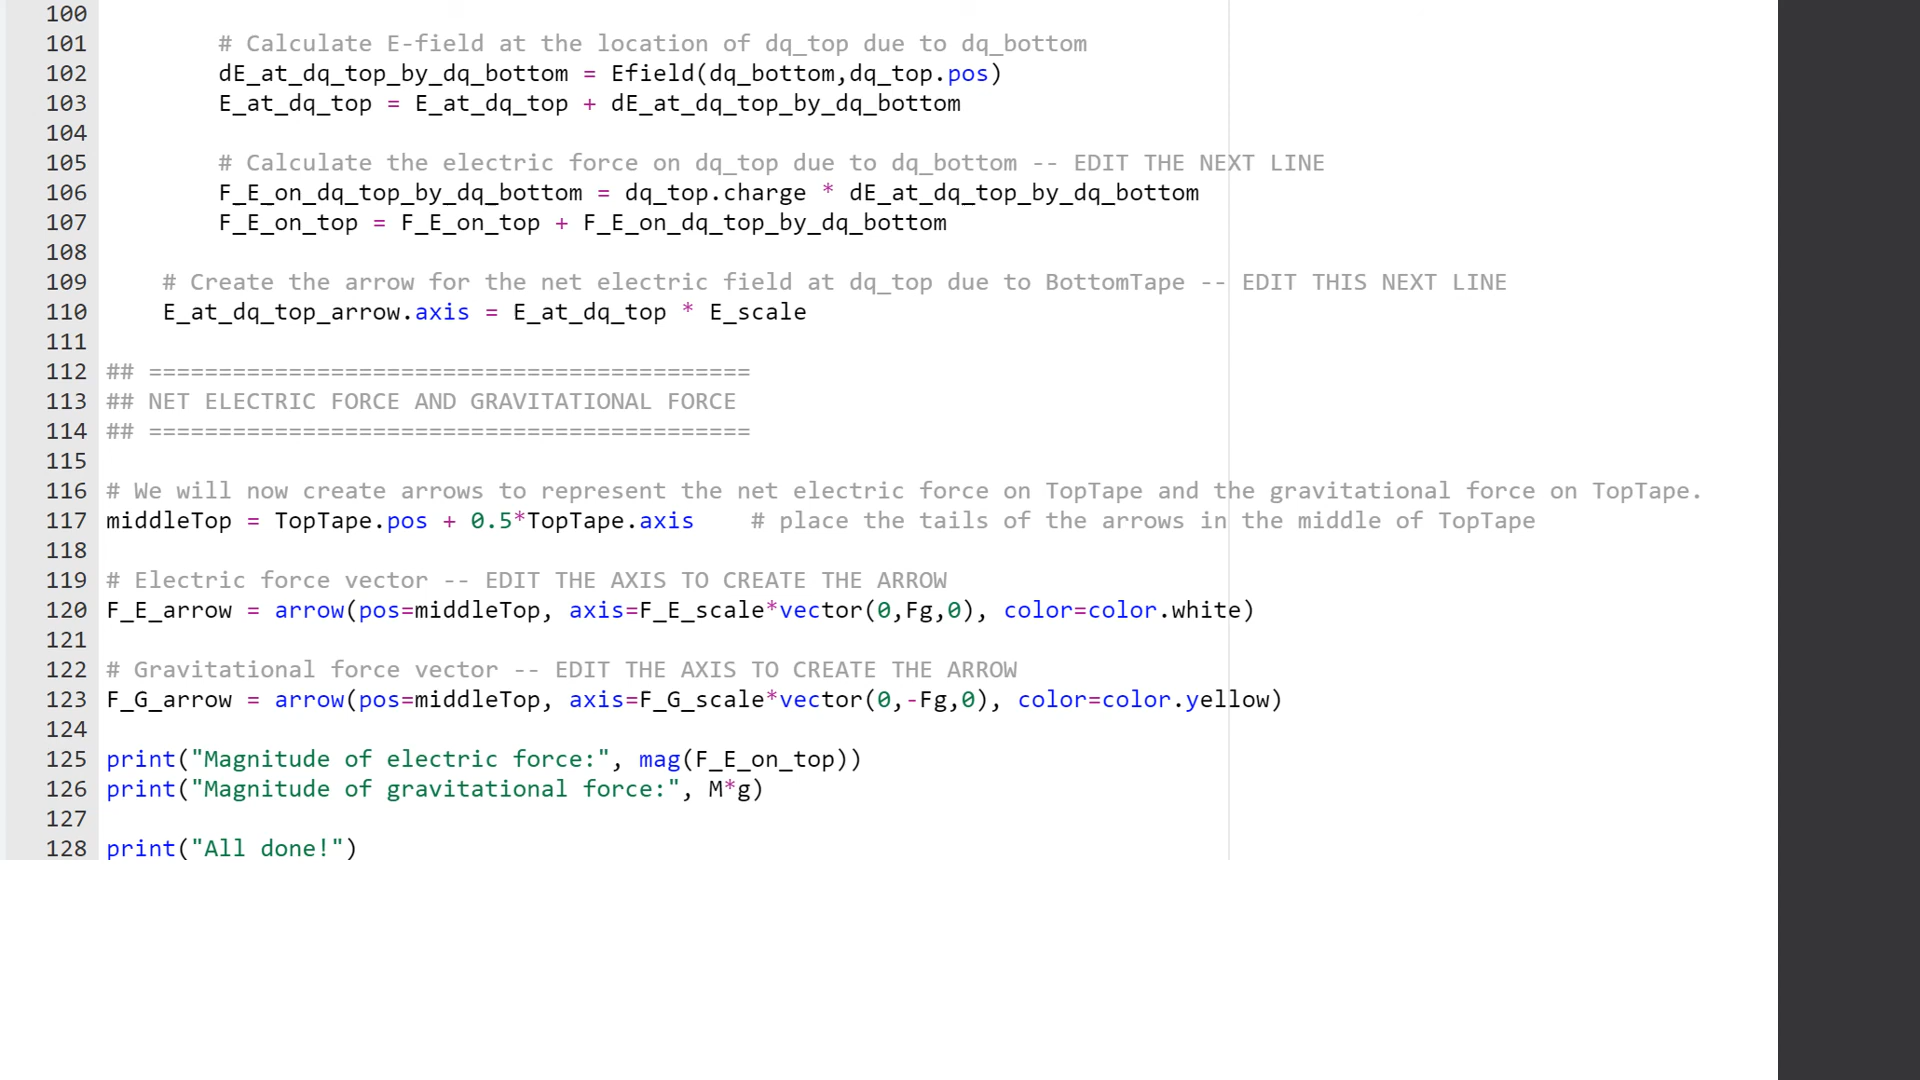 100
101 # Calculate E-field at the location of dq_top due to dq_bottom
102 dE_at_dq_top_by_dq_bottom = Efield(dq_bottom,dq_top.pos)
103 E_at_dq_top = E_at_dq_top + dE_at_dq_top_by_dq_bottom
104
105 # Calculate the electric force on dq_top due to dq_bottom -- EDIT THE NEXT LINE
106 F_E_on_dq_top_by_dq_bottom = dq_top.charge * dE_at_dq_top_by_dq_bottom
107 F_E_on_top = F_E_on_top + F_E_on_dq_top_by_dq_bottom
108
109 # Create the arrow for the net electric field at dq_top due to BottomTape -- EDIT THIS NEXT LINE
110 E_at_dq_top_arrow.axis = E_at_dq_top * E_scale
111
112 ## ===========================================
113 ## NET ELECTRIC FORCE AND GRAVITATIONAL FORCE
114 ## ===========================================
115
116 # We will now create arrows to represent the net electric force on TopTape and the gravitational force on TopTape.
117 middleTop = TopTape.pos + 0.5*TopTape.axis    # place the tails of the arrows in the middle of TopTape
118
119 # Electric force vector -- EDIT THE AXIS TO CREATE THE ARROW
120 F_E_arrow = arrow(pos=middleTop, axis=F_E_scale*vector(0,Fg,0), color=color.white)
121
122 # Gravitational force vector -- EDIT THE AXIS TO CREATE THE ARROW
123 F_G_arrow = arrow(pos=middleTop, axis=F_G_scale*vector(0,-Fg,0), color=color.yellow)
124
125 print("Magnitude of electric force:", mag(F_E_on_top))
126 print("Magnitude of gravitational force:", M*g)
127
128 print("All done!")